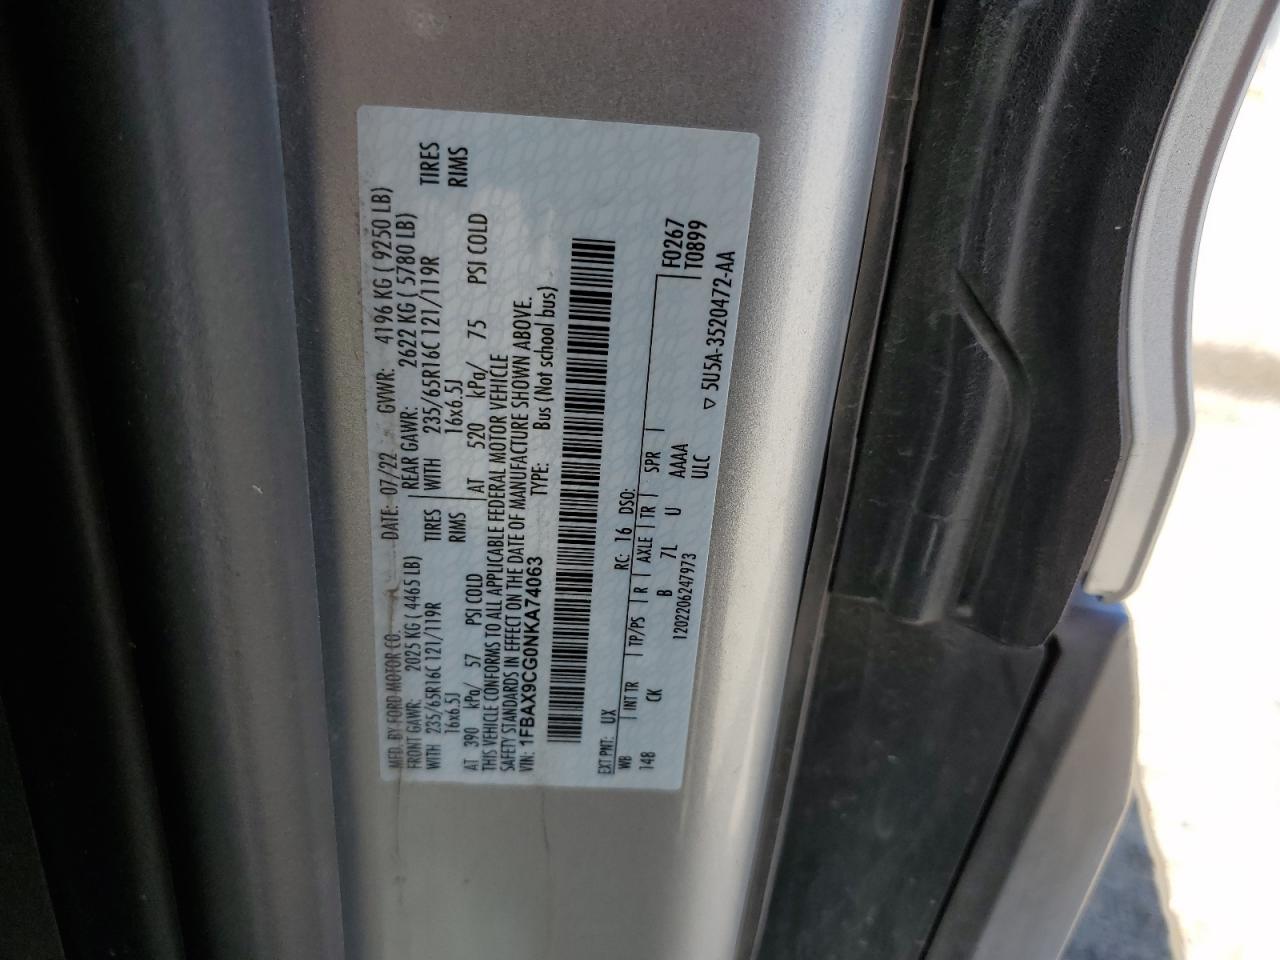 MFD. BY FORD MOTOR CO. DATE: 07/22 GVWR: 4196 KG ( 9250 LB)
FRONT GAWR: 2025 KG ( 4465 LB) REAR GAWR: 2622 KG ( 5780 LB)
WITH 235/65R16C 121/119R TIRES WITH 235/65R16C 121/119R TIRES
16x6.5J RIMS 16x6.5J RIMS
AT 390 kPa/ 57 PSI COLD AT 520 kPa/ 75 PSI COLD
THIS VEHICLE CONFORMS TO ALL APPLICABLE FEDERAL MOTOR VEHICLE
SAFETY STANDARDS IN EFFECT ON THE DATE OF MANUFACTURE SHOWN ABOVE.
VIN: 1FBAX9CG0NKA74063 TYPE: Bus (Not school bus)
EXT PNT: UX RC: 16 DSO: F0267
WB INT TR TP/PS R AXLE TR SPR T0899
148 CK B 7L U AAAA
1202206247973 ULC ▽ 5U5A-3520472-AA